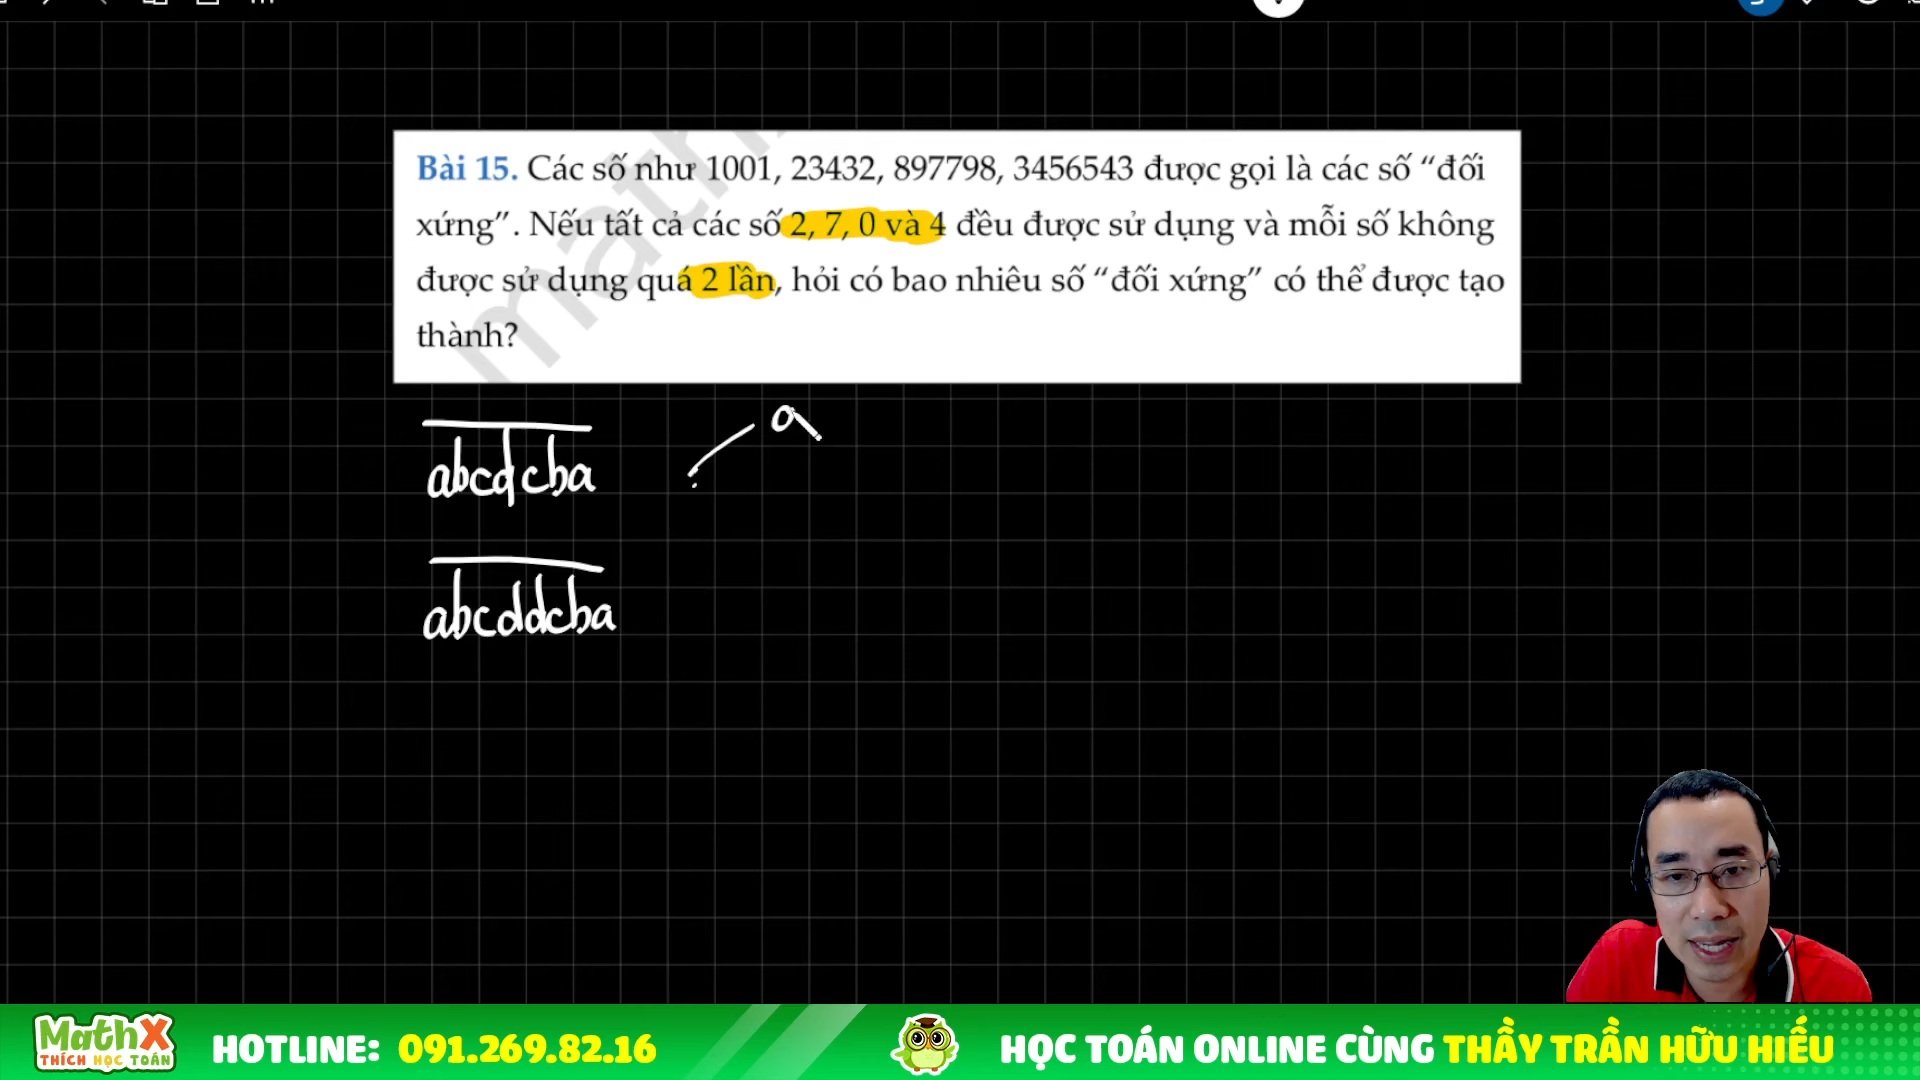 Bài 15. Các số như 1001, 23432, 897798, 3456543 được gọi là các số “đối
xứng”. Nếu tất cả các số 2, 7, 0 và 4 đều được sử dụng và mỗi số không
được sử dụng quá 2 lần, hỏi có bao nhiêu số “đối xứng” có thể được tạo
thành?
a
abcdcba
abcddcba
MathX
THÍCH HỌC TOÁN
HOTLINE: 091.269.82.16
HỌC TOÁN ONLINE CÙNG THẦY TRẦN HỮU HIẾU